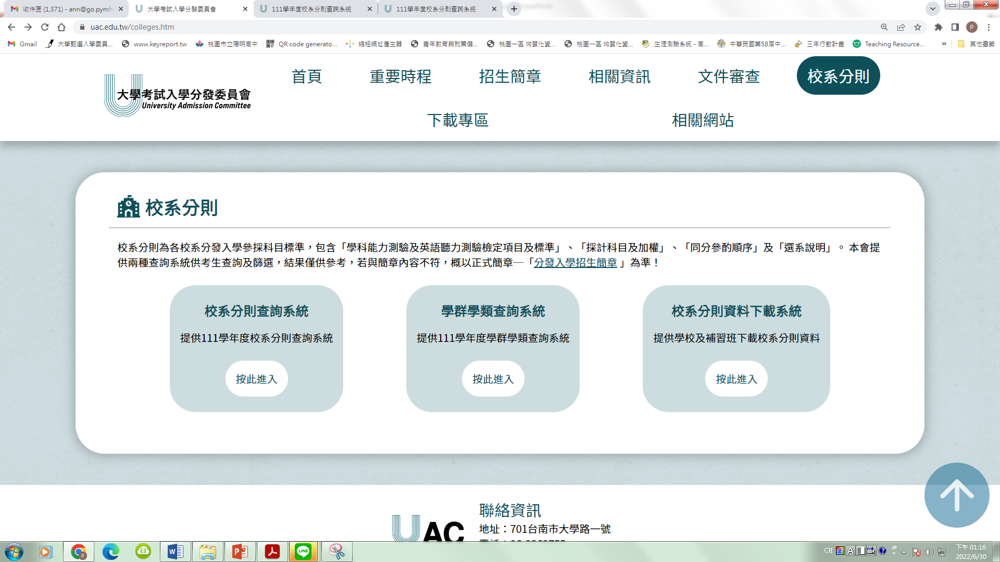 收件匣 (1,371) - ann@go.pymh
大學考試入學分發委員會
111學年度校系分則查詢系統
111學年度校系分則查詢系統
uac.edu.tw/colleges.htm
Gmail
大學甄選入學委員...
www.keyreport.tw
桃園市立陽明高中
QR code generato...
縮短網址產生器
青年教育與就業儲...
桃園一區 均質化資...
桃園一區 均質化資...
生涯測驗系統 - 高...
中華民國第58屆中...
三年行動計畫
Teaching Resource...
其他書籤
首頁
重要時程
招生簡章
相關資訊
文件審查
校系分則
大學考試入學分發委員會
University Admission Committee
下載專區
相關網站
校系分則
校系分則為各校系分發入學參採科目標準，包含「學科能力測驗及英語聽力測驗檢定項目及標準」、「採計科目及加權」、「同分參酌順序」及「選系說明」。 本會提
供兩種查詢系統供考生查詢及篩選，結果僅供參考，若與簡章內容不符，概以正式簡章─「分發入學招生簡章 」為準！
校系分則查詢系統
提供111學年度校系分則查詢系統
按此進入
學群學類查詢系統
提供111學年度學群學類查詢系統
按此進入
校系分則資料下載系統
提供學校及補習班下載校系分則資料
按此進入
UAC
聯絡資訊
地址：701台南市大學路一號
CH
下午 01:16
2022/6/30